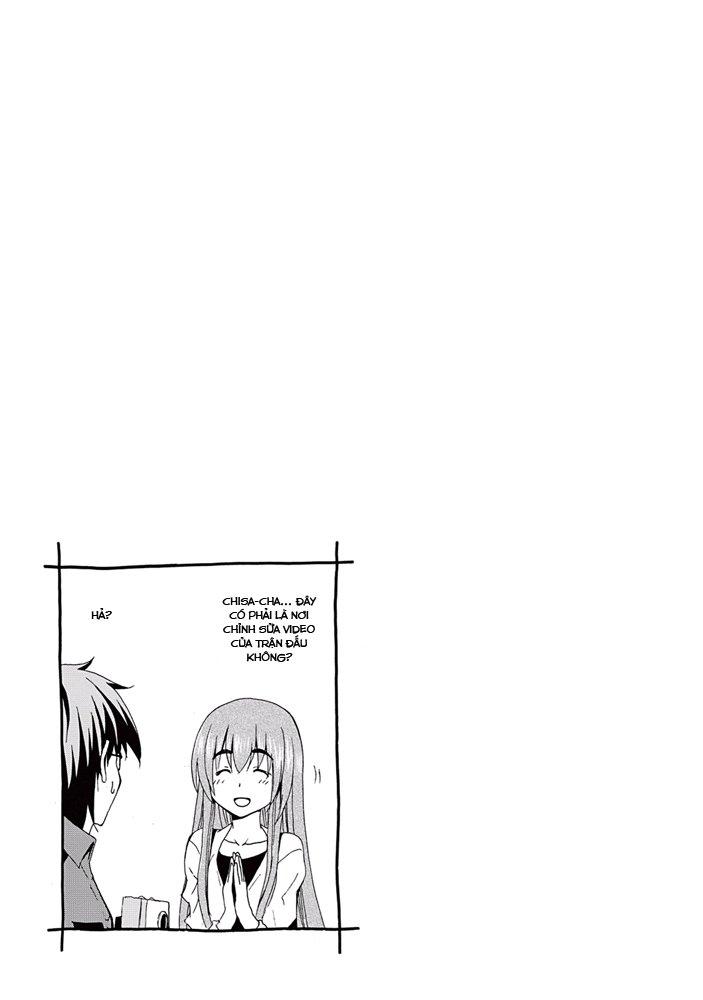 CHISA-CHA... ĐÂY
CÓ PHẢI LÀ NƠI
CHỈNH SỬA VIDEO
CỦA TRẬN ĐẤU
KHÔNG?
HẢ?